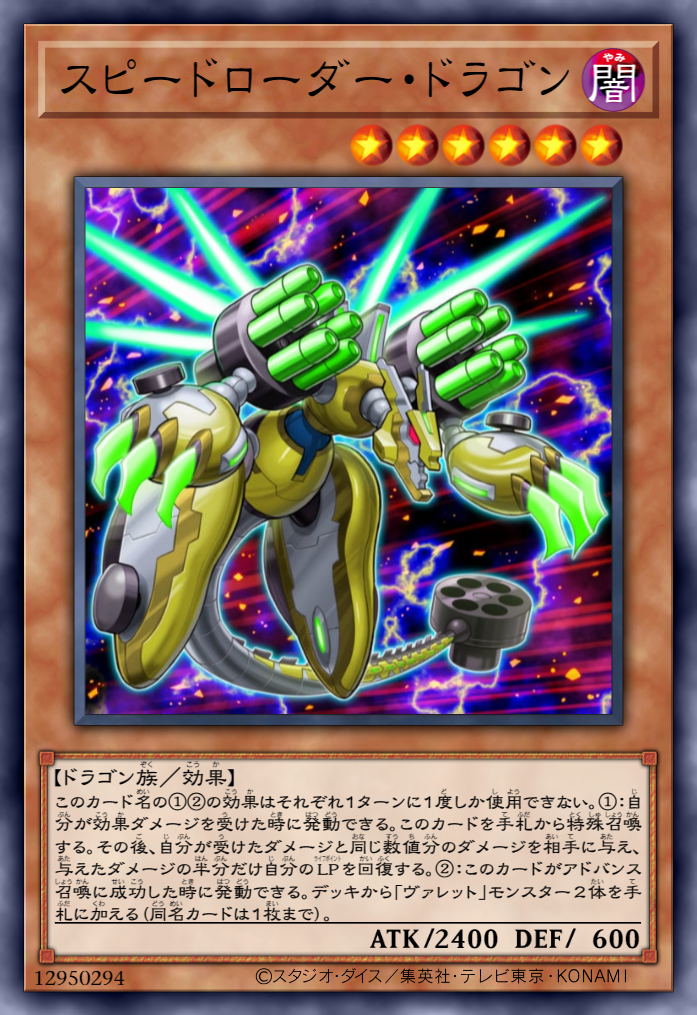 スピードローダー・ドラゴン
やみ
闇
【ドラゴン族／効果】
このカード名の①②の効果はそれぞれ1ターンに1度しか使用できない。①：自
分が効果ダメージを受けた時に発動できる。このカードを手札から特殊召喚
する。その後、自分が受けたダメージと同じ数値分のダメージを相手に与え、
与えたダメージの半分だけ自分のLPを回復する。②：このカードがアドバンス
召喚に成功した時に発動できる。デッキから「ヴァレット」モンスター2体を手
札に加える(同名カードは1枚まで)。
ATK/2400 DEF/ 600
12950294 ©スタジオ・ダイス／集英社・テレビ東京・KONAMI